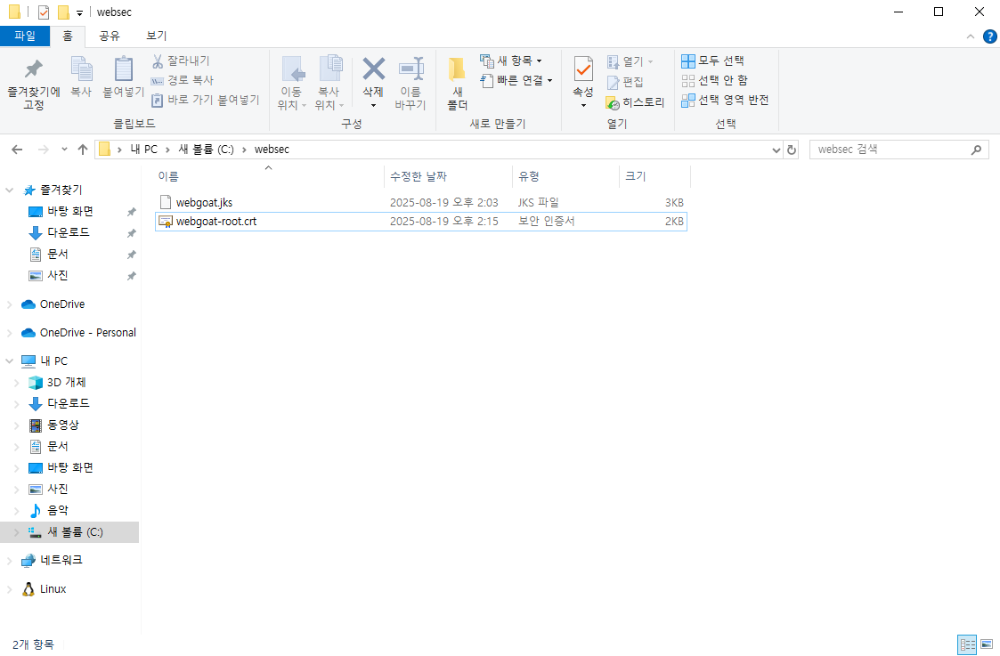 websec
파일 홈 공유 보기
즐겨찾기에 고정
복사
붙여넣기
잘라내기
경로 복사
바로 가기 붙여넣기
클립보드
이동 위치
복사 위치
삭제
이름 바꾸기
구성
새 폴더
새 항목
빠른 연결
새로 만들기
속성
열기
편집
히스토리
열기
모두 선택
선택 안 함
선택 영역 반전
선택
내 PC › 새 볼륨 (C:) › websec
websec 검색
이름 수정한 날짜 유형 크기
webgoat.jks 2025-08-19 오후 2:03 JKS 파일 3KB
webgoat-root.crt 2025-08-19 오후 2:15 보안 인증서 2KB
즐겨찾기
바탕 화면
다운로드
문서
사진
OneDrive
OneDrive - Personal
내 PC
3D 개체
다운로드
동영상
문서
바탕 화면
사진
음악
새 볼륨 (C:)
네트워크
Linux
2개 항목